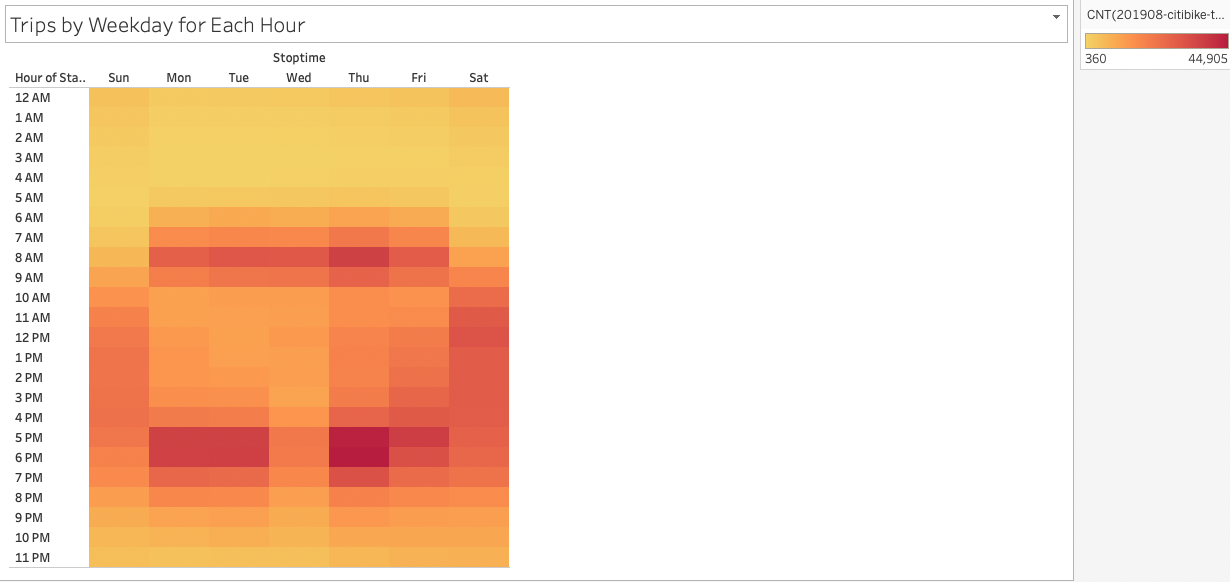 Trips by Weekday for Each Hour
CNT(201908-citibike-t...
360 44,905
Stoptime
Hour of Sta.. Sun Mon Tue Wed Thu Fri Sat
12 AM
1 AM
2 AM
3 AM
4 AM
5 AM
6 AM
7 AM
8 AM
9 AM
10 AM
11 AM
12 PM
1 PM
2 PM
3 PM
4 PM
5 PM
6 PM
7 PM
8 PM
9 PM
10 PM
11 PM